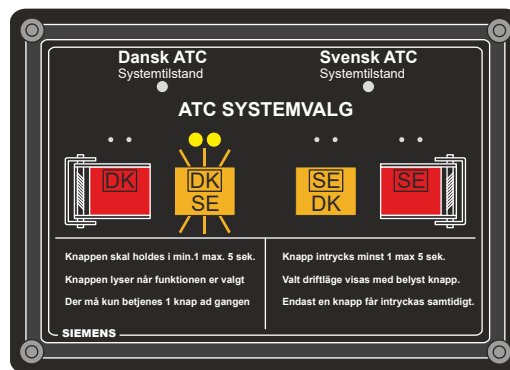 Dansk ATC
Systemtilstand
Svensk ATC
Systemtilstand
ATC SYSTEMVALG
DK
DK
SE
SE
DK
SE
Knappen skal holdes i min.1 max. 5 sek.
Knappen lyser når funktionen er valgt
Der må kun betjenes 1 knap ad gangen
Knapp intrycks minst 1 max 5 sek.
Valt driftläge visas med belyst knapp.
Endast en knapp får intryckas samtidigt.
SIEMENS